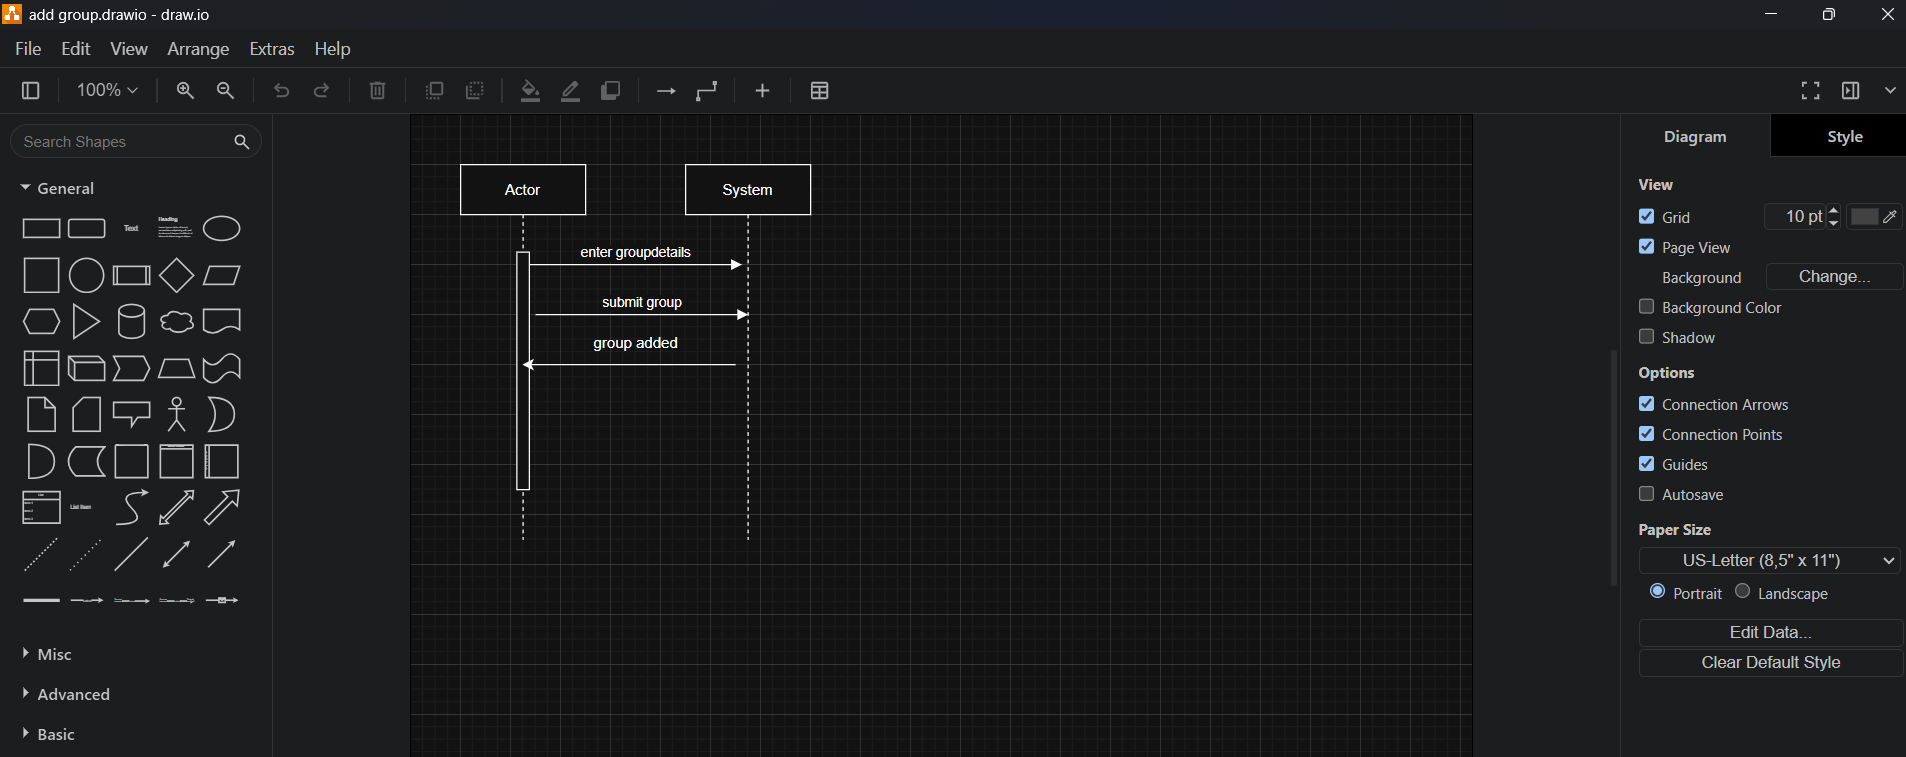 add group.drawio - draw.io
File Edit View Arrange Extras Help
100%
Search Shapes
General
Text
Heading
List Item
Misc
Advanced
Basic
Actor
System
enter groupdetails
submit group
group added
Diagram Style
View
Grid 10 pt
Page View
Background Change...
Background Color
Shadow
Options
Connection Arrows
Connection Points
Guides
Autosave
Paper Size
US-Letter (8,5" x 11")
Portrait Landscape
Edit Data...
Clear Default Style